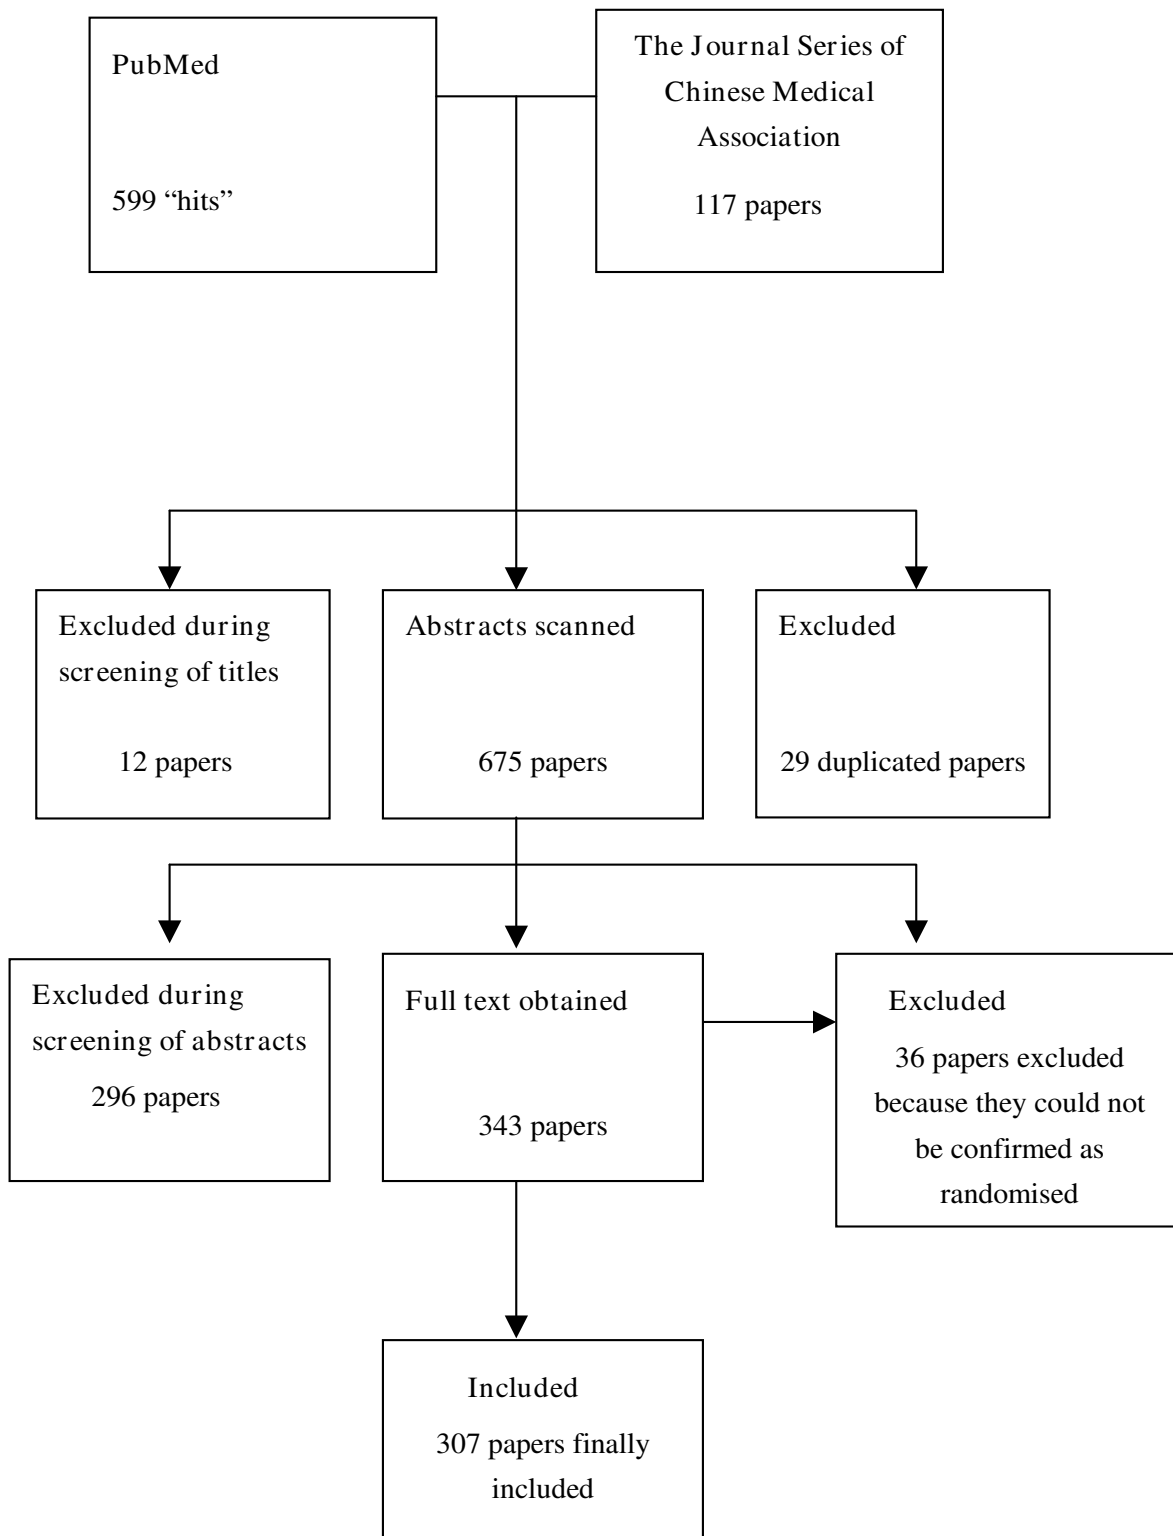 PubMed
599 “hits”
The Journal Series of
Chinese Medical
Association
117 papers
Excluded during
screening of titles
12 papers
Abstracts scanned
675 papers
Excluded
29 duplicated papers
Excluded during
screening of abstracts
296 papers
Full text obtained
343 papers
Excluded
36 papers excluded
because they could not
be confirmed as
randomised
Included
307 papers finally
included